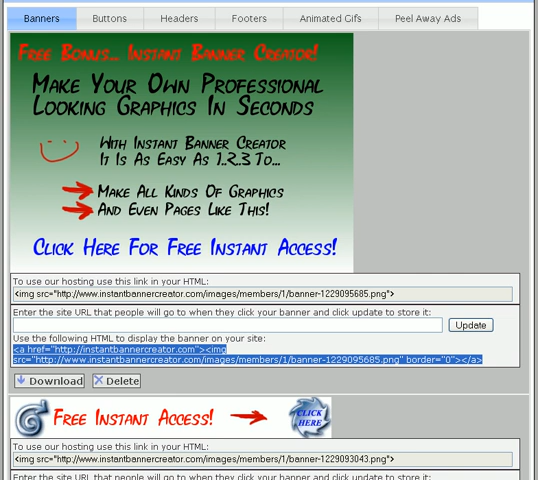 Banners Buttons Headers Footers Animated Gifs Peel Away Ads
Free Bonus... Instant Banner Creator!
Make Your Own Professional
Looking Graphics In Seconds
With Instant Banner Creator
It Is As Easy As 1..2.3 To...
Make All Kinds Of Graphics
And Even Pages Like This!
Click Here For Free Instant Access!
To use our hosting use this link in your HTML:
<img src="http://www.instantbannercreator.com/images/members/1/banner-1229095685.png">
Enter the site URL that people will go to when they click your banner and click update to store it:
Update
Use the following HTML to display the banner on your site:
<a href="http://instantbannercreator.com"><img
src="http://www.instantbannercreator.com/images/members/1/banner-1229095685.png" border="0"></a>
Download Delete
Free Instant Access! CLICK
HERE
To use our hosting use this link in your HTML:
<img src="http://www.instantbannercreator.com/images/members/1/banner-1229093043.png">
Enter the site URL that people will go to when they click your banner and click update to store it: